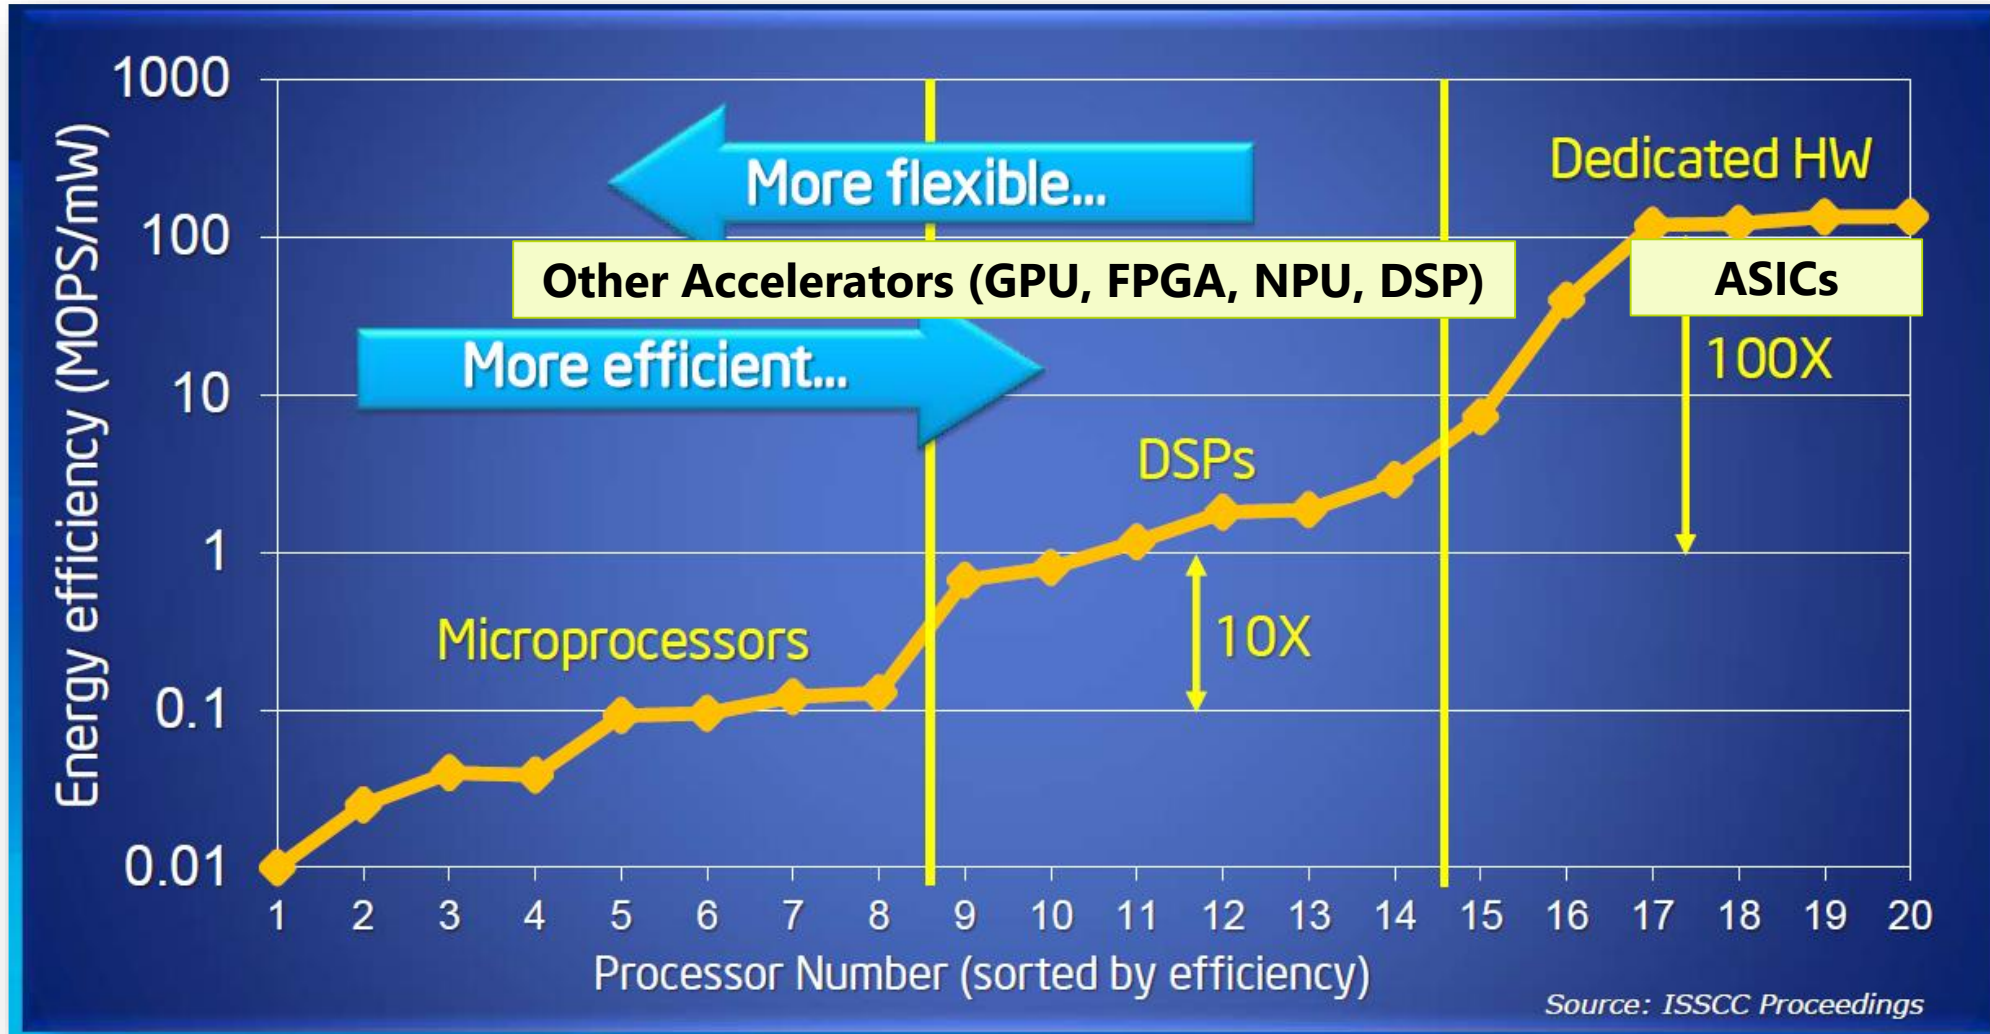 Energy efficiency (MOPS/mW)
1000
100
10
1
0.1
0.01
More flexible...
Dedicated HW
Other Accelerators (GPU, FPGA, NPU, DSP)
ASICs
More efficient...
100X
DSPs
Microprocessors
10X
1 2 3 4 5 6 7 8 9 10 11 12 13 14 15 16 17 18 19 20
Processor Number (sorted by efficiency)
Source: ISSCC Proceedings